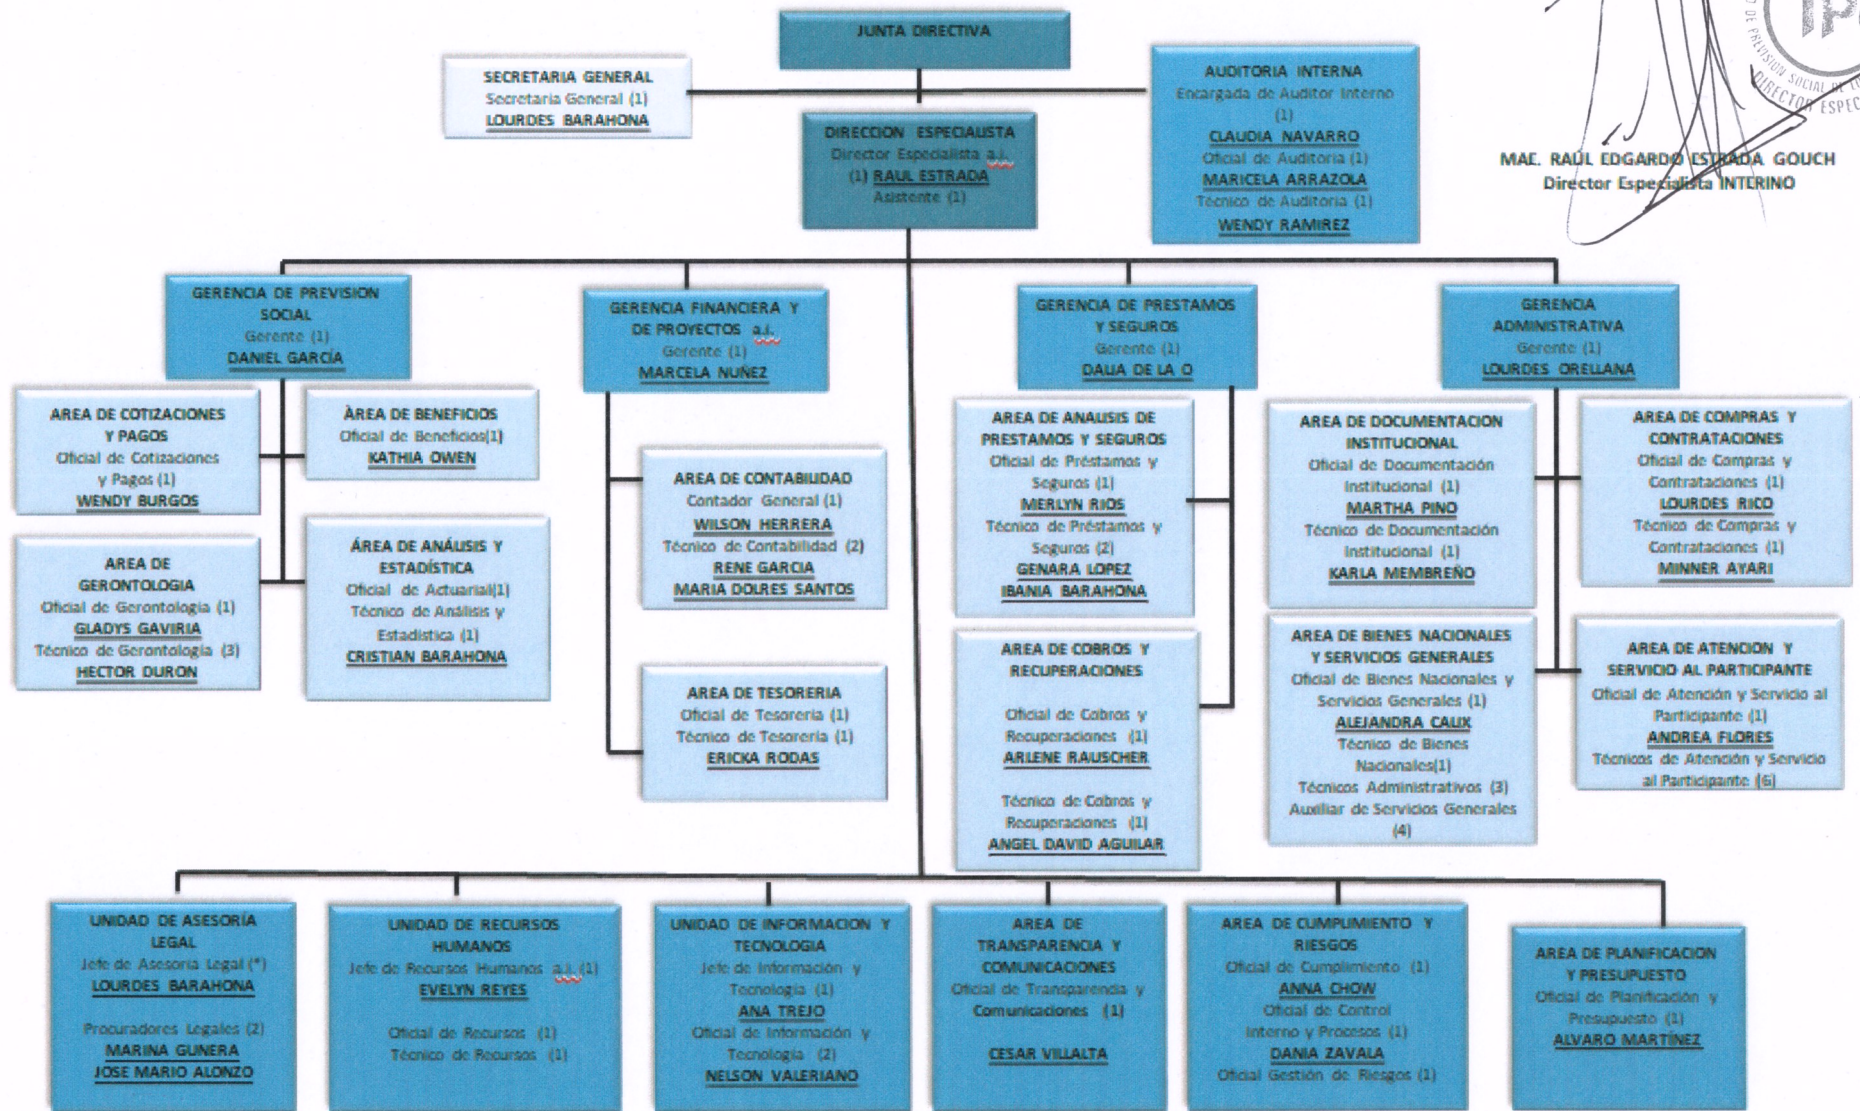 JUNTA DIRECTIVA
SECRETARIA GENERAL
Secretaria General (1)
LOURDES BARAHONA
AUDITORIA INTERNA
Encargada de Auditor Interno
(1)
CLAUDIA NAVARRO
Oficial de Auditoria (1)
MARICELA ARRAZOLA
Técnico de Auditoria (1)
WENDY RAMIREZ
DIRECCION ESPECIALISTA
Director Especialista a.i.
(1) RAUL ESTRADA
Asistente (1)
MAE. RAÚL EDGARDO ESTRADA GOUCH
Director Especialista INTERINO
GERENCIA DE PREVISION
SOCIAL
Gerente (1)
DANIEL GARCÍA
GERENCIA FINANCIERA Y
DE PROYECTOS a.i.
Gerente (1)
MARCELA NUÑEZ
GERENCIA DE PRESTAMOS
Y SEGUROS
Gerente (1)
DALIA DE LA O
GERENCIA
ADMINISTRATIVA
Gerente (1)
LOURDES ORELLANA
AREA DE COTIZACIONES
Y PAGOS
Oficial de Cotizaciones
y Pagos (1)
WENDY BURGOS
ÀREA DE BENEFICIOS
Oficial de Beneficios(1)
KATHIA OWEN
AREA DE
GERONTOLOGIA
Oficial de Gerontología (1)
GLADYS GAVIRIA
Técnico de Gerontología (3)
HECTOR DURON
ÁREA DE ANÁLISIS Y
ESTADÍSTICA
Oficial de Actuarial(1)
Técnico de Análisis y
Estadística (1)
CRISTIAN BARAHONA
AREA DE CONTABILIDAD
Contador General (1)
WILSON HERRERA
Técnico de Contabilidad (2)
RENE GARCIA
MARIA DOLRES SANTOS
AREA DE TESORERIA
Oficial de Tesorería (1)
Técnico de Tesorería (1)
ERICKA RODAS
AREA DE ANALISIS DE
PRESTAMOS Y SEGUROS
Oficial de Préstamos y
Seguros (1)
MERLYN RIOS
Técnico de Préstamos y
Seguros (2)
GENARA LOPEZ
IBANIA BARAHONA
AREA DE COBROS Y
RECUPERACIONES
Oficial de Cobros y
Recuperaciones (1)
ARLENE RAUSCHER
Técnico de Cobros y
Recuperaciones (1)
ANGEL DAVID AGUILAR
AREA DE DOCUMENTACION
INSTITUCIONAL
Oficial de Documentación
Institucional (1)
MARTHA PINO
Técnico de Documentación
Institucional (1)
KARLA MEMBREÑO
AREA DE COMPRAS Y
CONTRATACIONES
Oficial de Compras y
Contrataciones (1)
LOURDES RICO
Técnico de Compras y
Contrataciones (1)
MINNER AYARI
AREA DE BIENES NACIONALES
Y SERVICIOS GENERALES
Oficial de Bienes Nacionales y
Servicios Generales (1)
ALEJANDRA CALIX
Técnico de Bienes
Nacionales(1)
Técnicos Administrativos (3)
Auxiliar de Servicios Generales
(4)
AREA DE ATENCION Y
SERVICIO AL PARTICIPANTE
Oficial de Atención y Servicio al
Participante (1)
ANDREA FLORES
Técnicos de Atención y Servicio
al Participante (6)
UNIDAD DE ASESORÍA
LEGAL
Jefe de Asesoría Legal (*)
LOURDES BARAHONA
Procuradores Legales (2)
MARINA GUNERA
JOSE MARIO ALONZO
UNIDAD DE RECURSOS
HUMANOS
Jefe de Recursos Humanos a.i. (1)
EVELYN REYES
Oficial de Recursos (1)
Técnico de Recursos (1)
UNIDAD DE INFORMACION Y
TECNOLOGIA
Jefe de Información y
Tecnología (1)
ANA TREJO
Oficial de Información y
Tecnología (2)
NELSON VALERIANO
AREA DE
TRANSPARENCIA Y
COMUNICACIONES
Oficial de Transparencia y
Comunicaciones (1)
CESAR VILLALTA
AREA DE CUMPLIMIENTO Y
RIESGOS
Oficial de Cumplimiento (1)
ANNA CHOW
Oficial de Control
Interno y Procesos (1)
DANIA ZAVALA
Oficial Gestión de Riesgos (1)
AREA DE PLANIFICACION
Y PRESUPUESTO
Oficial de Planificación y
Presupuesto (1)
ALVARO MARTÍNEZ